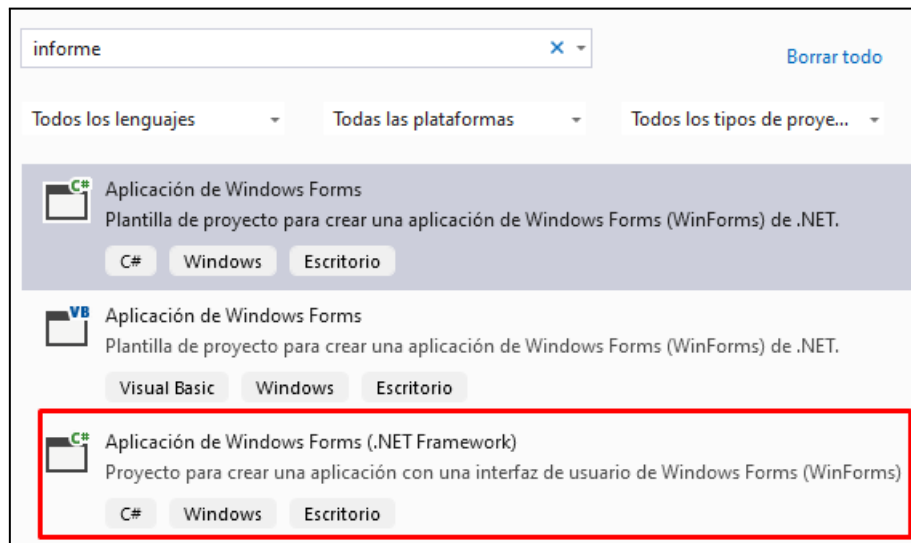 informe
Borrar todo
Todos los lenguajes Todas las plataformas Todos los tipos de proye...
C#
Aplicación de Windows Forms
Plantilla de proyecto para crear una aplicación de Windows Forms (WinForms) de .NET.
C# Windows Escritorio
VB
Aplicación de Windows Forms
Plantilla de proyecto para crear una aplicación de Windows Forms (WinForms) de .NET.
Visual Basic Windows Escritorio
C#
Aplicación de Windows Forms (.NET Framework)
Proyecto para crear una aplicación con una interfaz de usuario de Windows Forms (WinForms)
C# Windows Escritorio